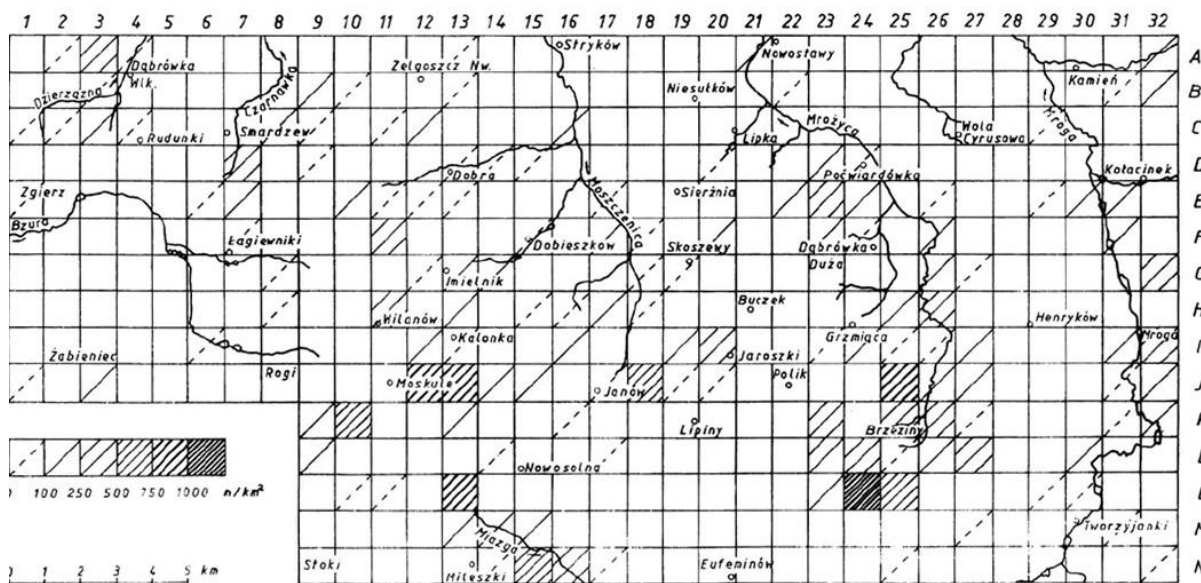 1 2 3 4 5 6 7 8 9 10 11 12 13 14 15 16 17 18 19 20 21 22 23 24 25 26 27 28 29 30 31 32
Stryków
Nowostawy
A
Dąbrówka
Wlk.
Zelgoszcz Nw.
Kamień
Dzierzązna
Czarnawka
Niesułków
B
Mroga
Rudunki
Smardzew
Lipka
Mrożyca
Wola
Cyrusowa
C
Dobra
Moszczenica
Poćwiardówka
Kołacinek
D
Zgierz
Sierżnia
E
Bzura
Łagiewniki
Dobieszków
Skoszewy
Dąbrówka
Duża
F
Imielnik
G
Wilanów
Buczek
Grzmiąca
Henryków
H
Kalonka
Jaroszki
Mroga
I
Żabieniec
Rogi
Moskule
Janów
Polik
J
Lipiny
Brzeziny
Nowosolna
0 100 250 500 750 1000 m/km²
Miazga
Tworzyjanki
0 1 2 3 4 5 km
Stoki
Mileszki
Eufeminów